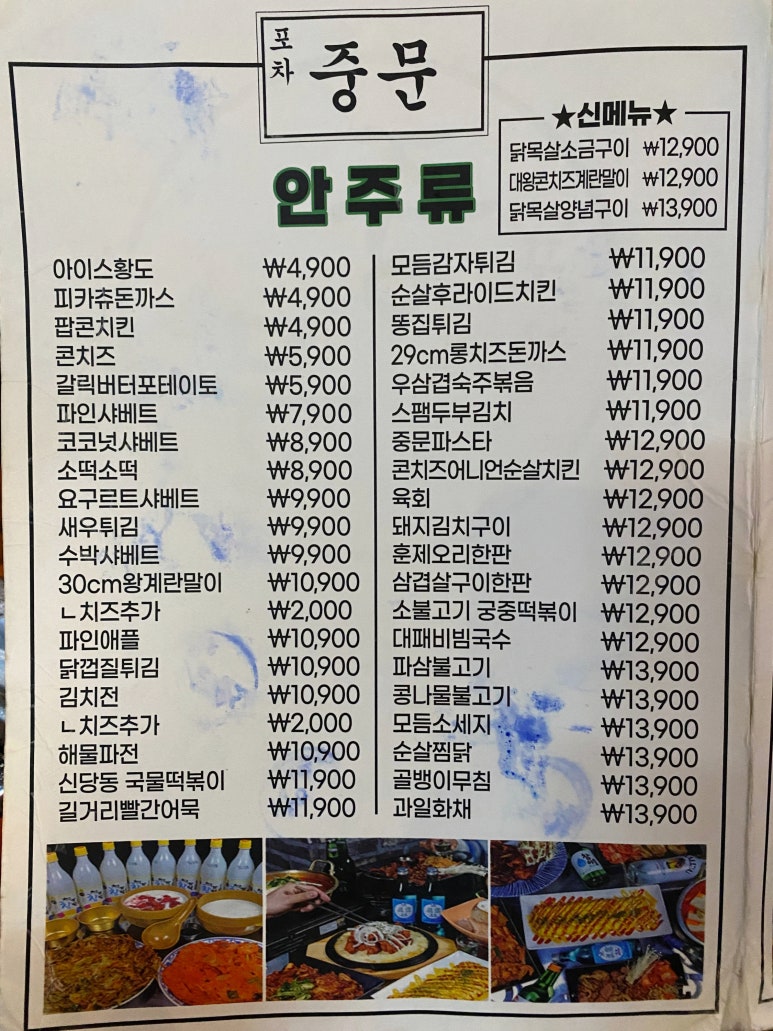 포차 중문
★신메뉴★
닭목살소금구이 ₩12,900
대왕콘치즈계란말이 ₩12,900
닭목살양념구이 ₩13,900
안주류
아이스황도 ₩4,900
피카츄돈까스 ₩4,900
팝콘치킨 ₩4,900
콘치즈 ₩5,900
갈릭버터포테이토 ₩5,900
파인샤베트 ₩7,900
코코넛샤베트 ₩8,900
소떡소떡 ₩8,900
요구르트샤베트 ₩9,900
새우튀김 ₩9,900
수박샤베트 ₩9,900
30cm왕계란말이 ₩10,900
ㄴ치즈추가 ₩2,000
파인애플 ₩10,900
닭껍질튀김 ₩10,900
김치전 ₩10,900
ㄴ치즈추가 ₩2,000
해물파전 ₩10,900
신당동 국물떡볶이 ₩11,900
길거리빨간어묵 ₩11,900
모듬감자튀김 ₩11,900
순살후라이드치킨 ₩11,900
똥집튀김 ₩11,900
29cm롱치즈돈까스 ₩11,900
우삼겹숙주볶음 ₩11,900
스팸두부김치 ₩11,900
중문파스타 ₩12,900
콘치즈어니언순살치킨 ₩12,900
육회 ₩12,900
돼지김치구이 ₩12,900
훈제오리한판 ₩12,900
삼겹살구이한판 ₩12,900
소불고기 궁중떡볶이 ₩12,900
대패비빔국수 ₩12,900
파삼불고기 ₩13,900
콩나물불고기 ₩13,900
모듬소세지 ₩13,900
순살찜닭 ₩13,900
골뱅이무침 ₩13,900
과일화채 ₩13,900